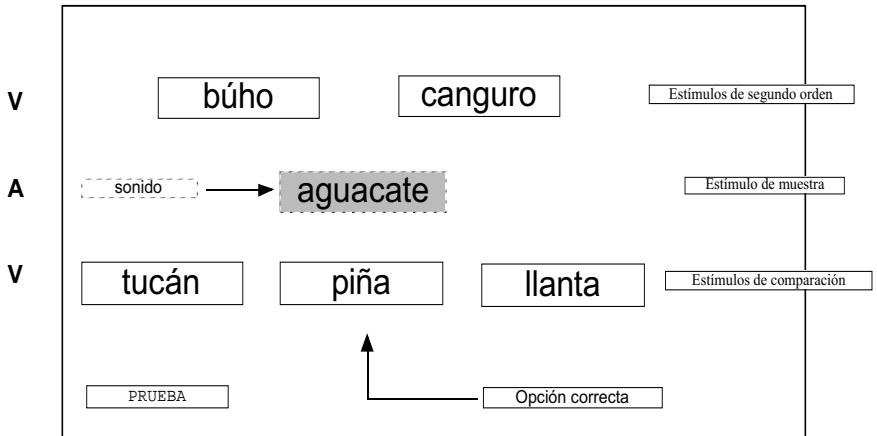 V búho canguro Estímulos de segundo orden
A sonido aguacate Estímulo de muestra
V tucán piña llanta Estímulos de comparación
PRUEBA Opción correcta